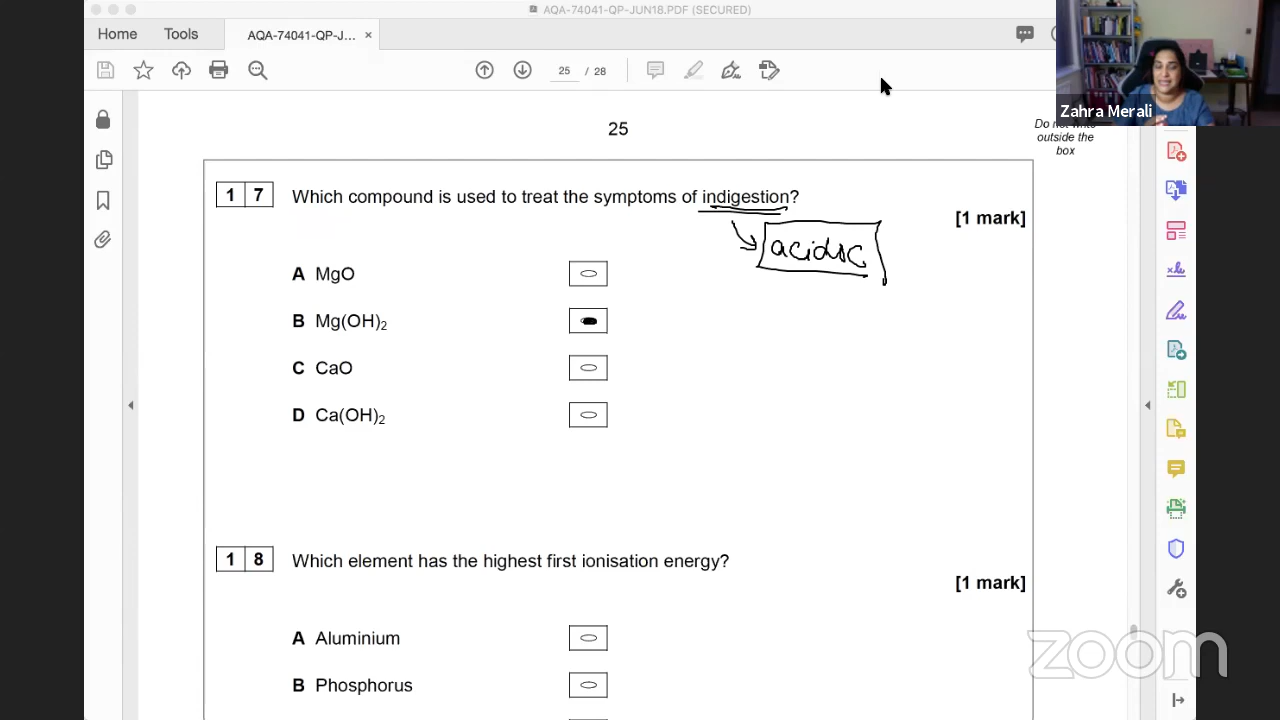 AQA-74041-QP-JUN18.PDF (SECURED)
Home Tools AQA-74041-QP-J... ×
25 / 28
Zahra Merali
25
Do not write
outside the
box
1 7 Which compound is used to treat the symptoms of indigestion?
[1 mark]
acidic
A MgO
B Mg(OH)₂
C CaO
D Ca(OH)₂
1 8 Which element has the highest first ionisation energy?
[1 mark]
A Aluminium
zoom
B Phosphorus